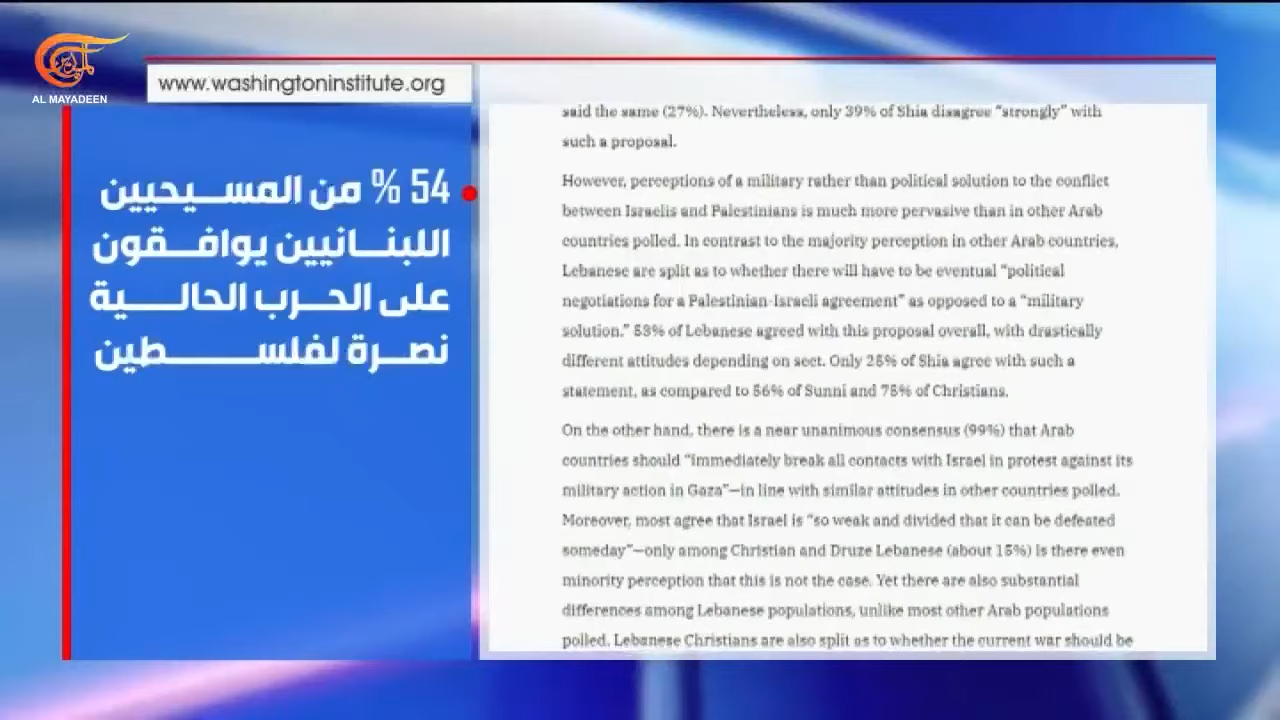 AL MAYADEEN
www.washingtoninstitute.org
54 % من المسيحيين
اللبنانيين يوافقون
على الحرب الحالية
نصرة لفلسطين
said the same (27%). Nevertheless, only 39% of Shia disagree “strongly” with
such a proposal.
However, perceptions of a military rather than political solution to the conflict
between Israelis and Palestinians is much more pervasive than in other Arab
countries polled. In contrast to the majority perception in other Arab countries,
Lebanese are split as to whether there will have to be eventual “political
negotiations for a Palestinian-Israeli agreement” as opposed to a “military
solution.” 53% of Lebanese agreed with this proposal overall, with drastically
different attitudes depending on sect. Only 25% of Shia agree with such a
statement, as compared to 56% of Sunni and 75% of Christians.
On the other hand, there is a near unanimous consensus (99%) that Arab
countries should “immediately break all contacts with Israel in protest against its
military action in Gaza”—in line with similar attitudes in other countries polled.
Moreover, most agree that Israel is “so weak and divided that it can be defeated
someday”—only among Christian and Druze Lebanese (about 15%) is there even
minority perception that this is not the case. Yet there are also substantial
differences among Lebanese populations, unlike most other Arab populations
polled. Lebanese Christians are also split as to whether the current war should be